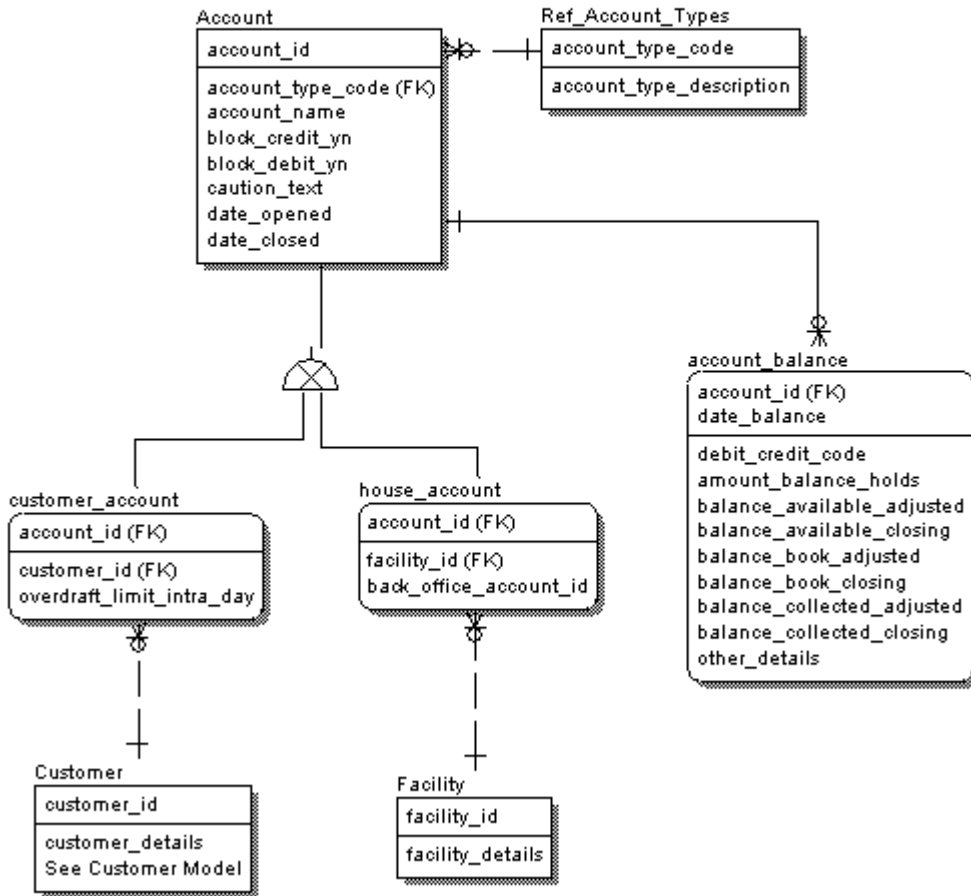 Account
account_id
account_type_code (FK)
account_name
block_credit_yn
block_debit_yn
caution_text
date_opened
date_closed
Ref_Account_Types
account_type_code
account_type_description
account_balance
account_id (FK)
date_balance
debit_credit_code
amount_balance_holds
balance_available_adjusted
balance_available_closing
balance_book_adjusted
balance_book_closing
balance_collected_adjusted
balance_collected_closing
other_details
customer_account
account_id (FK)
customer_id (FK)
overdraft_limit_intra_day
house_account
account_id (FK)
facility_id (FK)
back_office_account_id
Customer
customer_id
customer_details
See Customer Model
Facility
facility_id
facility_details